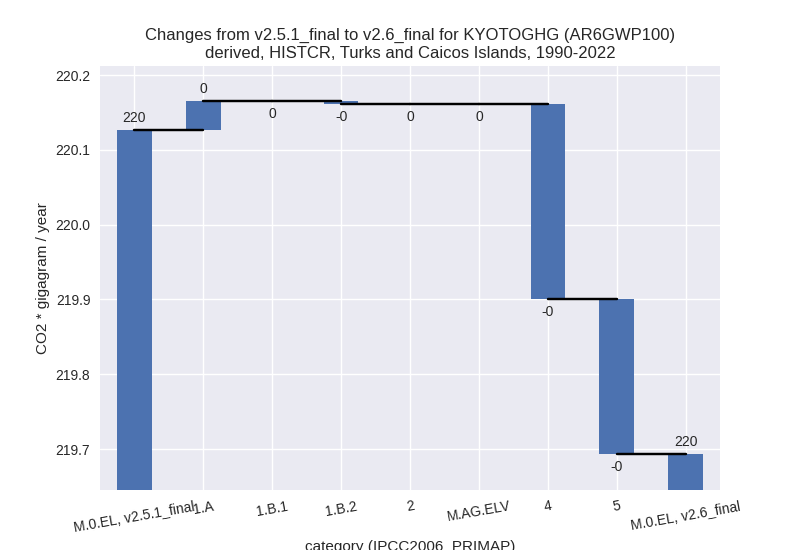 Changes from v2.5.1_final to v2.6_final for KYOTOGHG (AR6GWP100)
derived, HISTCR, Turks and Caicos Islands, 1990-2022
220.2
220.1
220.0
219.9
219.8
219.7
CO2 * gigagram / year
220
0
0
-0
0
0
-0
-0
220
M.0.EL, v2.5.1_final
1.A
1.B.1
1.B.2
2
M.AG.ELV
4
5
M.0.EL, v2.6_final
category (IPCC2006_PRIMAP)